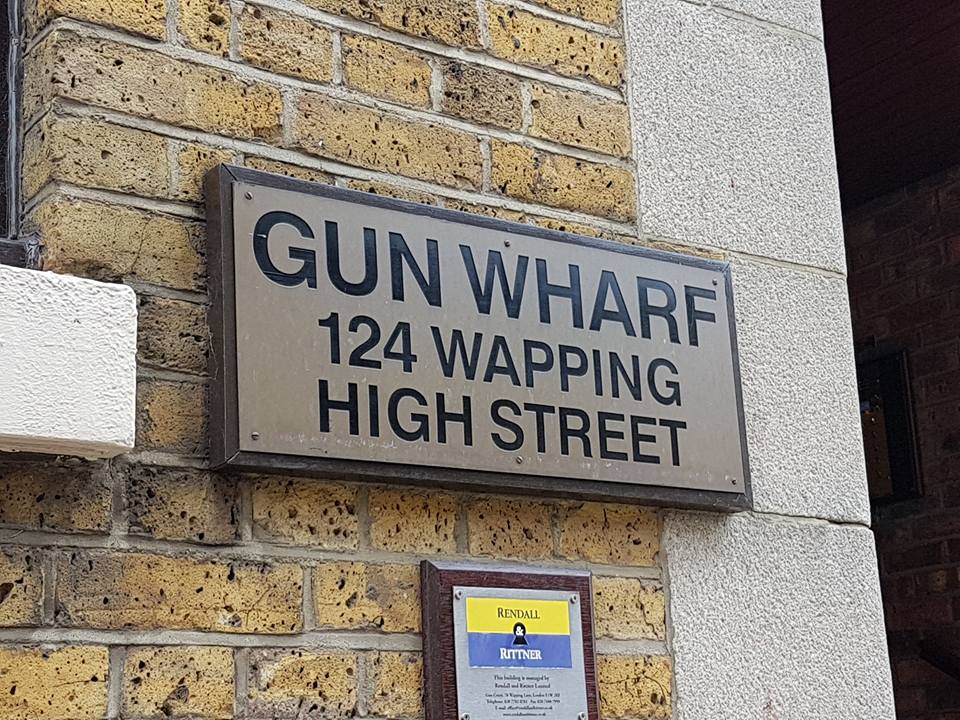 GUN WHARF
124 WAPPING
HIGH STREET
RENDALL
&
RITTNER
This building is managed by
Rendall and Rittner Limited